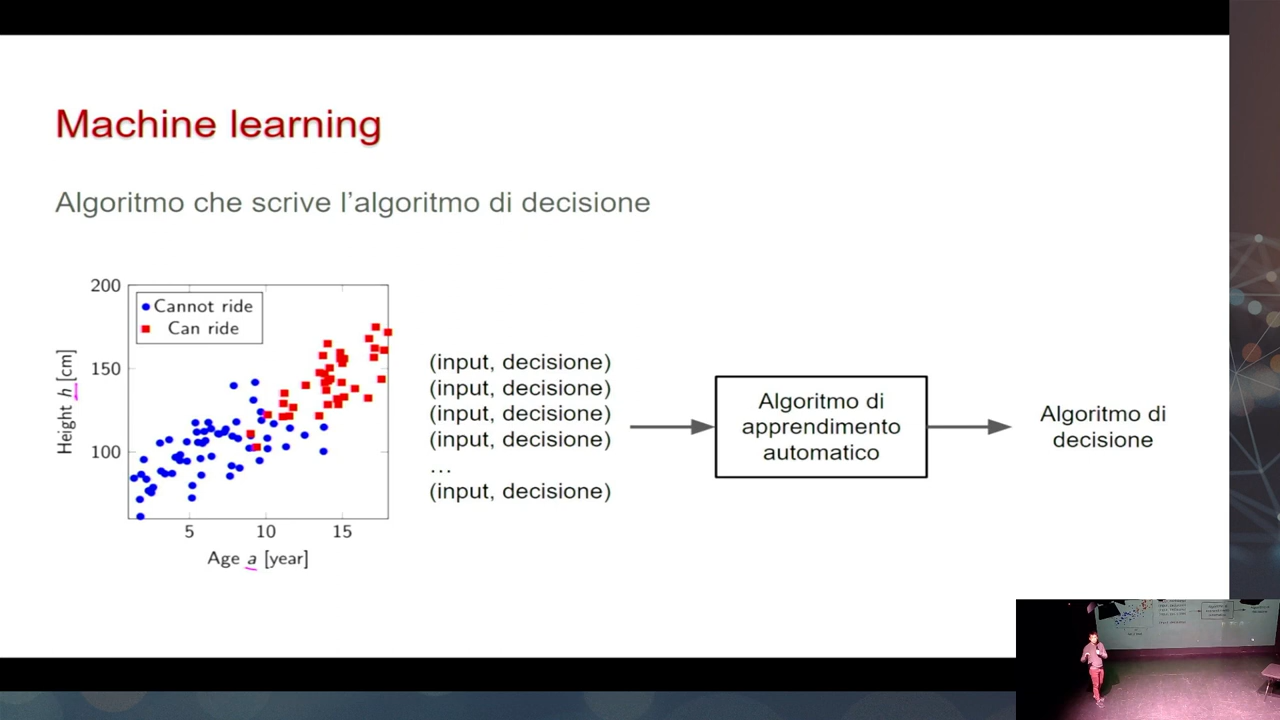 Machine learning
Algoritmo che scrive l'algoritmo di decisione
200
150
100
Height h [cm]
Cannot ride
Can ride
5 10 15
Age a [year]
(input, decisione)
(input, decisione)
(input, decisione)
(input, decisione)
...
(input, decisione)
Algoritmo di
apprendimento
automatico
Algoritmo di
decisione